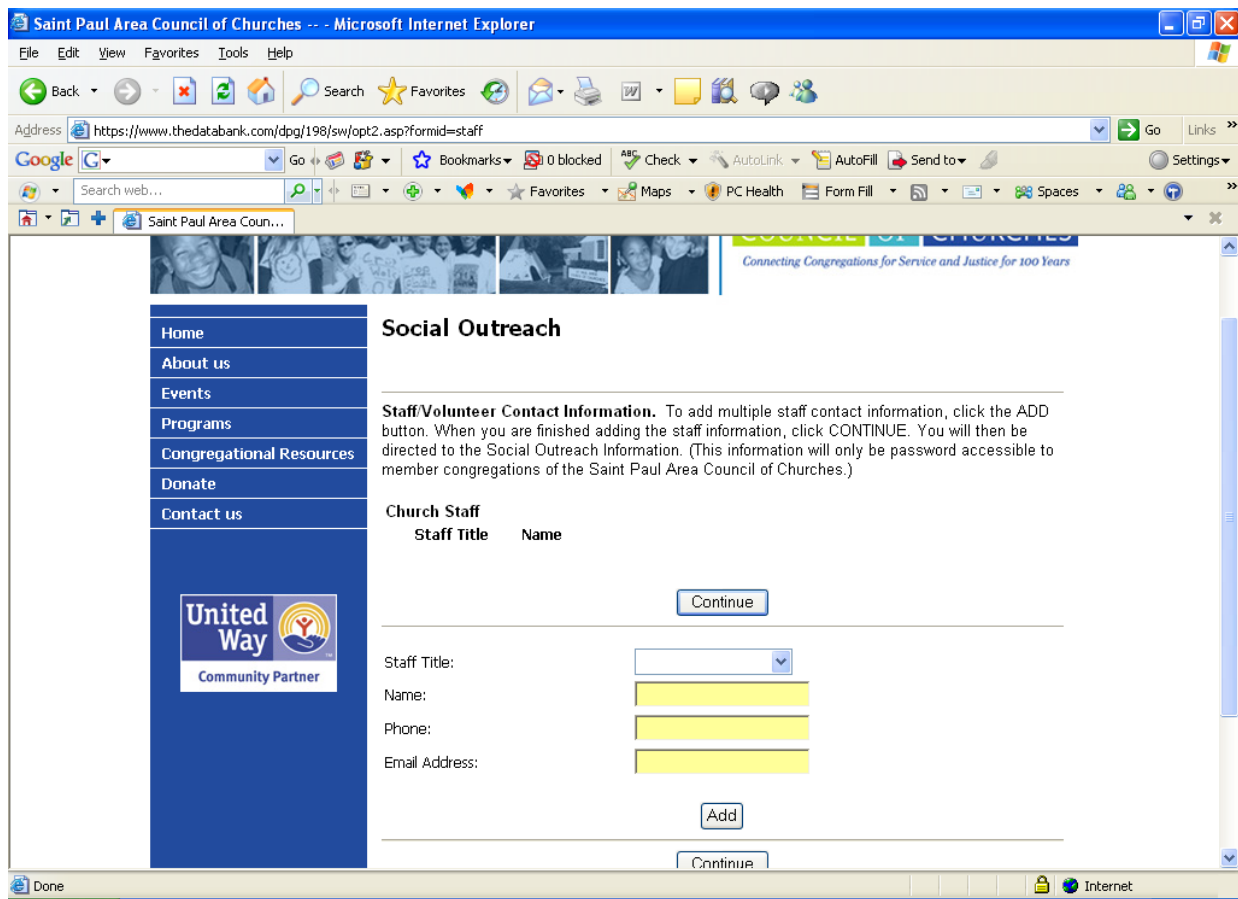 Saint Paul Area Council of Churches -- - Microsoft Internet Explorer
File Edit View Favorites Tools Help
Back Search Favorites
Address https://www.thedatabank.com/dpg/198/sw/opt2.asp?formid=staff Go Links »
Google G Go Bookmarks 0 blocked ABC Check AutoLink AutoFill Send to Settings
Search web... Favorites Maps PC Health Form Fill Spaces »
Saint Paul Area Coun...
COUNCIL OF CHURCHES
Connecting Congregations for Service and Justice for 100 Years
Home
About us
Events
Programs
Congregational Resources
Donate
Contact us
United
Way
Community Partner
Social Outreach
Staff/Volunteer Contact Information. To add multiple staff contact information, click the ADD
button. When you are finished adding the staff information, click CONTINUE. You will then be
directed to the Social Outreach Information. (This information will only be password accessible to
member congregations of the Saint Paul Area Council of Churches.)
Church Staff
Staff Title Name
Continue
Staff Title:
Name:
Phone:
Email Address:
Add
Continue
Done Internet